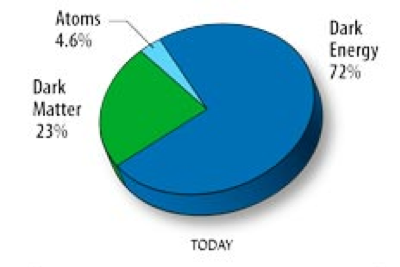 Atoms
4.6%
Dark
Energy
72%
Dark
Matter
23%
TODAY